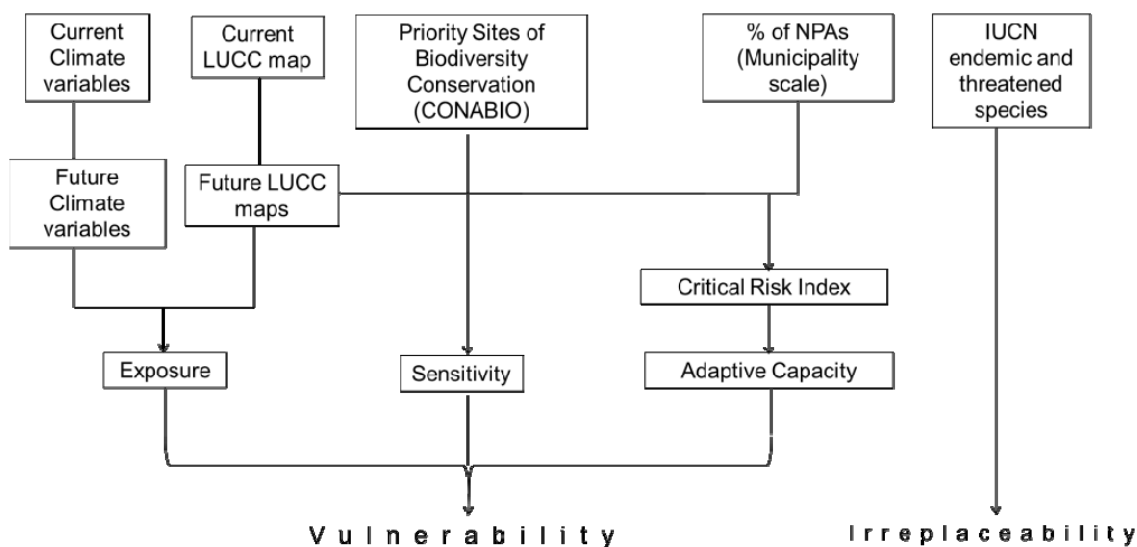 Current
Climate
variables
Current
LUCC map
Priority Sites of
Biodiversity
Conservation
(CONABIO)
% of NPAs
(Municipality
scale)
IUCN
endemic and
threatened
species
Future
Climate
variables
Future LUCC
maps
Critical Risk Index
Exposure
Sensitivity
Adaptive Capacity
Vulnerability
Irreplaceability